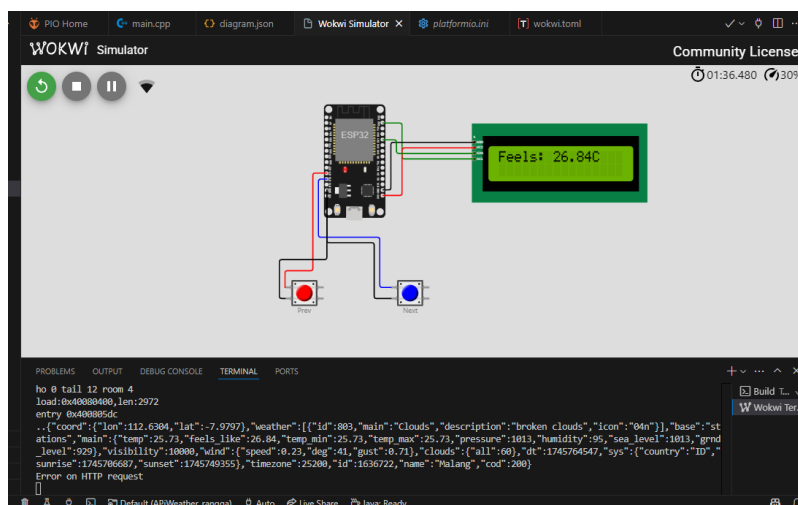 PIO Home main.cpp diagram.json Wokwi Simulator platformio.ini wokwi.toml
WOKWi Simulator
Community License
01:36.480 30%
ESP32
Feels: 26.84C
Prev Next
PROBLEMS OUTPUT DEBUG CONSOLE TERMINAL PORTS
ho 0 tail 12 room 4
load:0x40080400,len:2972
entry 0x400805dc
..{"coord":{"lon":112.6304,"lat":-7.9797},"weather":[{"id":803,"main":"Clouds","description":"broken clouds","icon":"04n"}],"base":"st
ations","main":{"temp":25.73,"feels_like":26.84,"temp_min":25.73,"temp_max":25.73,"pressure":1013,"humidity":95,"sea_level":1013,"grnd
_level":929},"visibility":10000,"wind":{"speed":0.23,"deg":41,"gust":0.71},"clouds":{"all":60},"dt":1745764547,"sys":{"country":"ID","
sunrise":1745706687,"sunset":1745749355},"timezone":25200,"id":1636722,"name":"Malang","cod":200}
Error on HTTP request
Build T...
Wokwi Ter...
Default (APIWeather_rangga) Auto Live Share Java: Ready